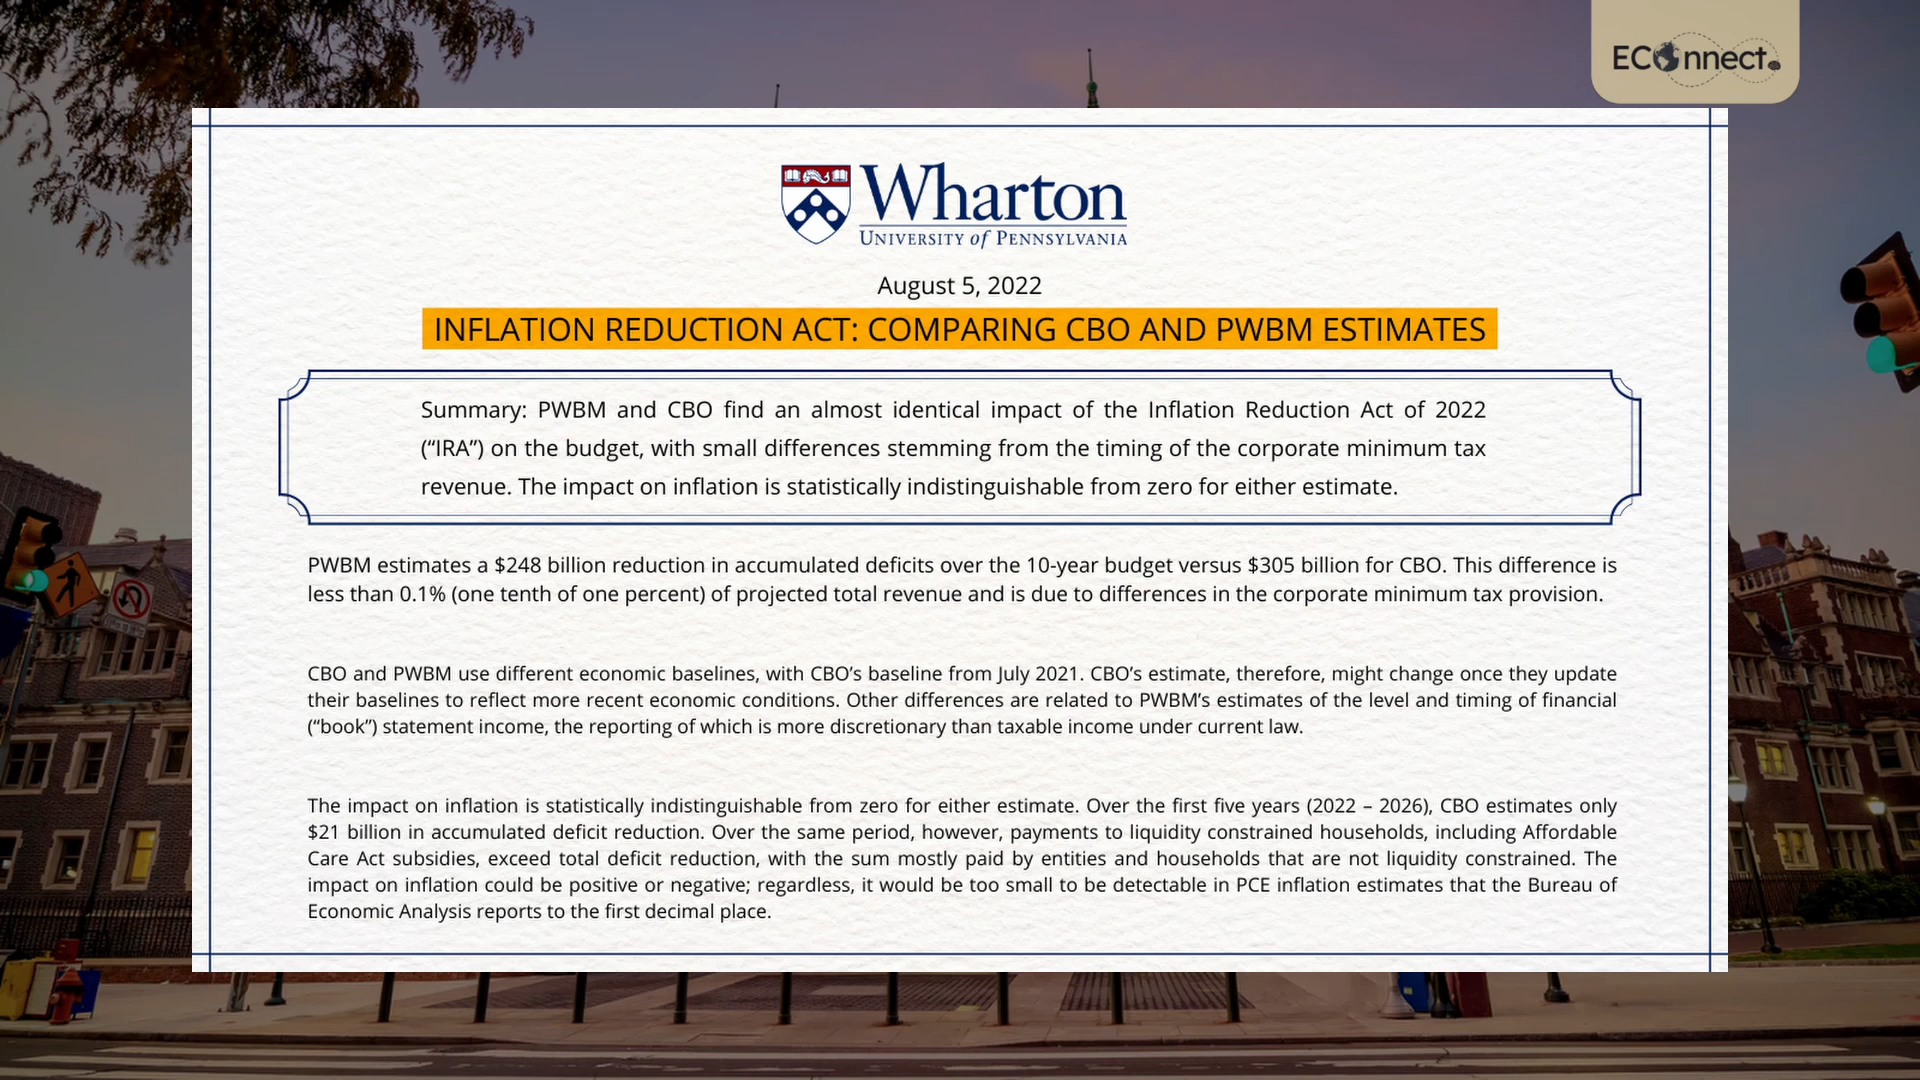 ECOnnect
Wharton
UNIVERSITY of PENNSYLVANIA
August 5, 2022
INFLATION REDUCTION ACT: COMPARING CBO AND PWBM ESTIMATES
Summary: PWBM and CBO find an almost identical impact of the Inflation Reduction Act of 2022
(“IRA”) on the budget, with small differences stemming from the timing of the corporate minimum tax
revenue. The impact on inflation is statistically indistinguishable from zero for either estimate.
PWBM estimates a $248 billion reduction in accumulated deficits over the 10-year budget versus $305 billion for CBO. This difference is
less than 0.1% (one tenth of one percent) of projected total revenue and is due to differences in the corporate minimum tax provision.
CBO and PWBM use different economic baselines, with CBO’s baseline from July 2021. CBO’s estimate, therefore, might change once they update
their baselines to reflect more recent economic conditions. Other differences are related to PWBM’s estimates of the level and timing of financial
(“book”) statement income, the reporting of which is more discretionary than taxable income under current law.
The impact on inflation is statistically indistinguishable from zero for either estimate. Over the first five years (2022 – 2026), CBO estimates only
$21 billion in accumulated deficit reduction. Over the same period, however, payments to liquidity constrained households, including Affordable
Care Act subsidies, exceed total deficit reduction, with the sum mostly paid by entities and households that are not liquidity constrained. The
impact on inflation could be positive or negative; regardless, it would be too small to be detectable in PCE inflation estimates that the Bureau of
Economic Analysis reports to the first decimal place.